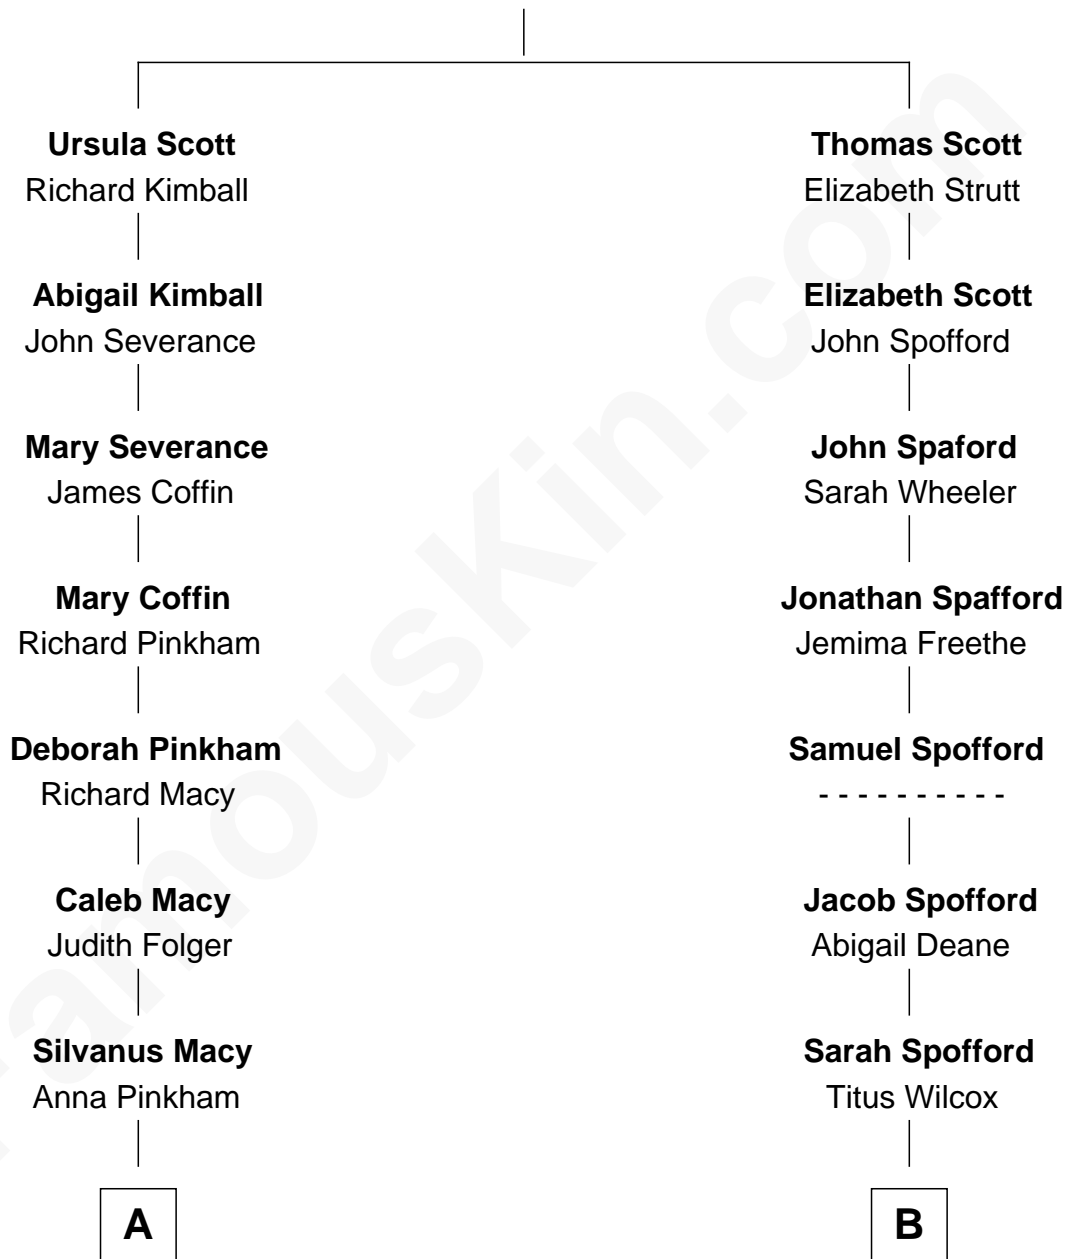 Ursula Scott
Richard Kimball
Abigail Kimball
John Severance
Mary Severance
James Coffin
Mary Coffin
Richard Pinkham
Deborah Pinkham
Richard Macy
Caleb Macy
Judith Folger
Silvanus Macy
Anna Pinkham
A
Thomas Scott
Elizabeth Strutt
Elizabeth Scott
John Spofford
John Spaford
Sarah Wheeler
Jonathan Spafford
Jemima Freethe
Samuel Spofford
- - - - - - - - - -
Jacob Spofford
Abigail Deane
Sarah Spofford
Titus Wilcox
B
FamousKin.com